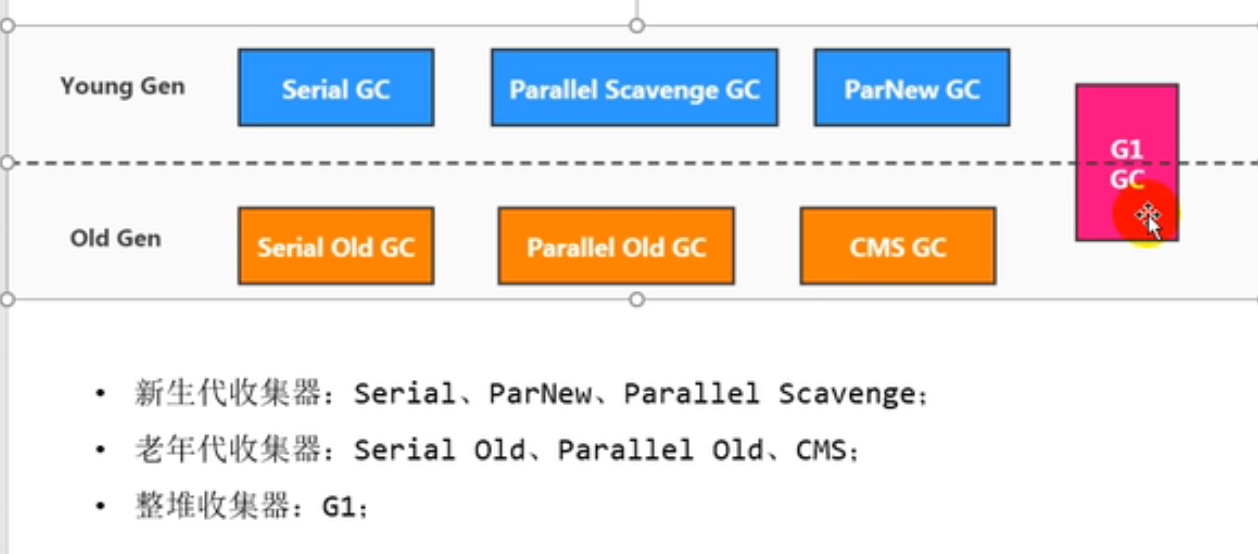 Young Gen
Serial GC
Parallel Scavenge GC
ParNew GC
G1
GC
Old Gen
Serial Old GC
Parallel Old GC
CMS GC
• 新生代收集器：Serial、ParNew、Parallel Scavenge；
• 老年代收集器：Serial Old、Parallel Old、CMS；
• 整堆收集器：G1；